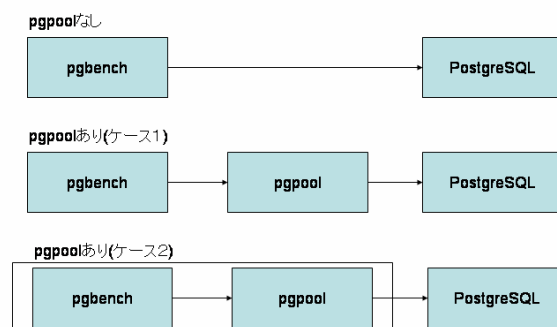 pgpoolなし
pgbench PostgreSQL
pgpoolあり(ケース1)
pgbench pgpool PostgreSQL
pgpoolあり(ケース2)
pgbench pgpool PostgreSQL